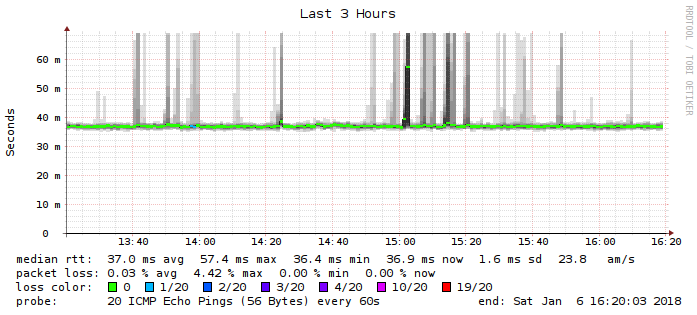 Last 3 Hours
RRDTOOL / TOBI OETIKER
Seconds
60 m
50 m
40 m
30 m
20 m
10 m
0
13:40 14:00 14:20 14:40 15:00 15:20 15:40 16:00 16:20
median rtt: 37.0 ms avg 57.4 ms max 36.4 ms min 36.9 ms now 1.6 ms sd 23.8 am/s
packet loss: 0.03 % avg 4.42 % max 0.00 % min 0.00 % now
loss color: 0 1/20 2/20 3/20 4/20 10/20 19/20
probe: 20 ICMP Echo Pings (56 Bytes) every 60s end: Sat Jan 6 16:20:03 2018